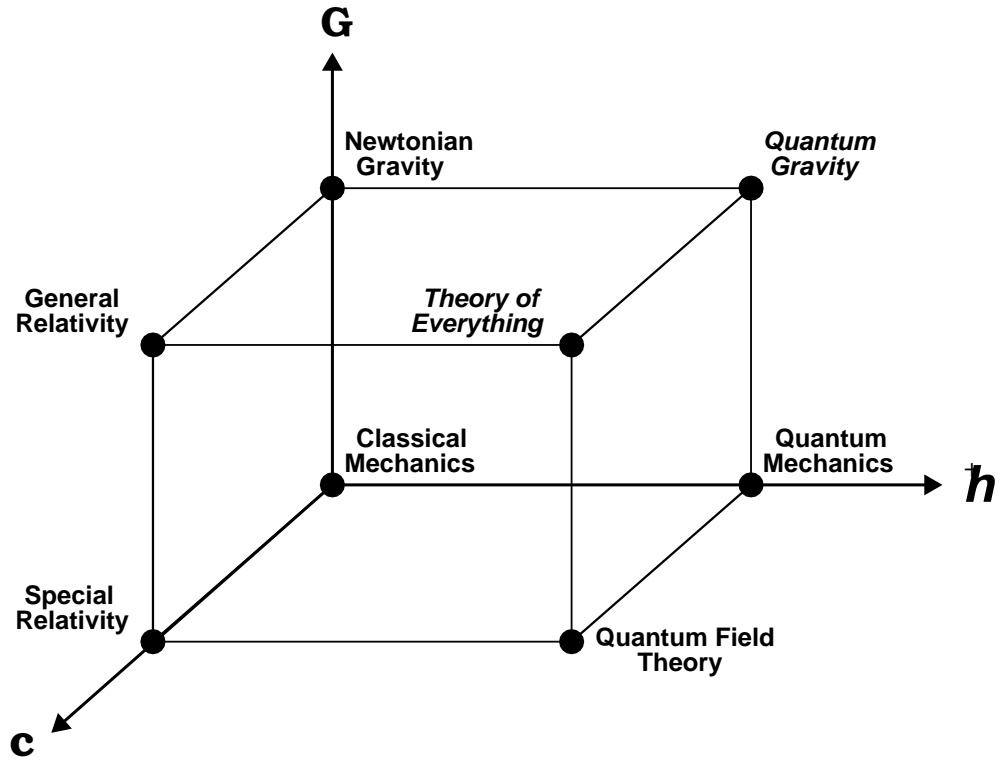 G
Newtonian
Gravity
Quantum
Gravity
General
Relativity
Theory of
Everything
Classical
Mechanics
Quantum
Mechanics
ħ
Special
Relativity
Quantum Field
Theory
c